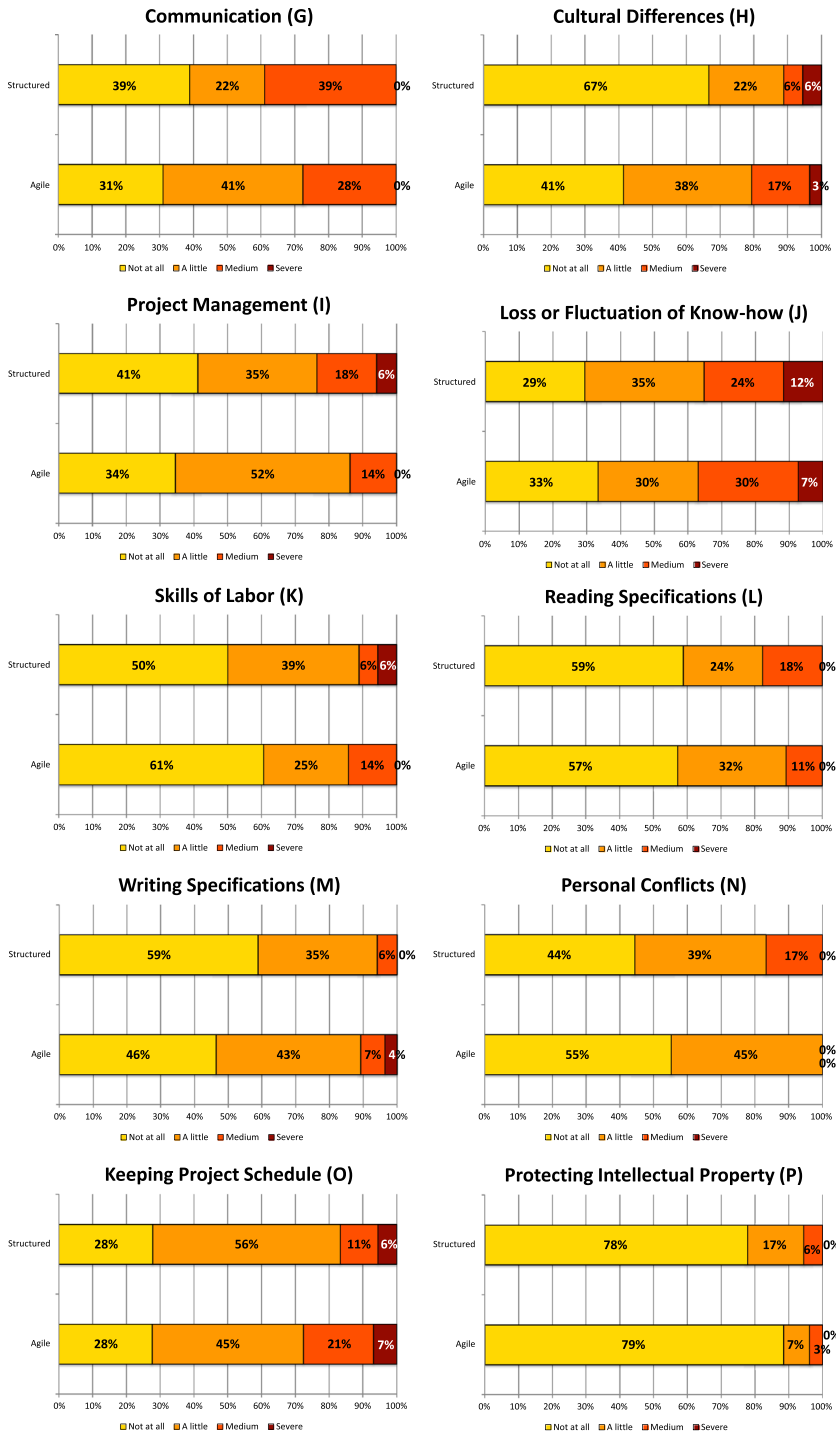 Communication (G)
Structured 39% 22% 39% 0%
Agile 31% 41% 28% 0%
0% 10% 20% 30% 40% 50% 60% 70% 80% 90% 100%
Not at all A little Medium Severe
Cultural Differences (H)
Structured 67% 22% 6% 6%
Agile 41% 38% 17% 3%
0% 10% 20% 30% 40% 50% 60% 70% 80% 90% 100%
Not at all A little Medium Severe
Project Management (I)
Structured 41% 35% 18% 6%
Agile 34% 52% 14% 0%
0% 10% 20% 30% 40% 50% 60% 70% 80% 90% 100%
Not at all A little Medium Severe
Loss or Fluctuation of Know-how (J)
Structured 29% 35% 24% 12%
Agile 33% 30% 30% 7%
0% 10% 20% 30% 40% 50% 60% 70% 80% 90% 100%
Not at all A little Medium Severe
Skills of Labor (K)
Structured 50% 39% 6% 6%
Agile 61% 25% 14% 0%
0% 10% 20% 30% 40% 50% 60% 70% 80% 90% 100%
Not at all A little Medium Severe
Reading Specifications (L)
Structured 59% 24% 18% 0%
Agile 57% 32% 11% 0%
0% 10% 20% 30% 40% 50% 60% 70% 80% 90% 100%
Not at all A little Medium Severe
Writing Specifications (M)
Structured 59% 35% 6% 0%
Agile 46% 43% 7% 4%
0% 10% 20% 30% 40% 50% 60% 70% 80% 90% 100%
Not at all A little Medium Severe
Personal Conflicts (N)
Structured 44% 39% 17% 0%
Agile 55% 45% 0% 0%
0% 10% 20% 30% 40% 50% 60% 70% 80% 90% 100%
Not at all A little Medium Severe
Keeping Project Schedule (O)
Structured 28% 56% 11% 6%
Agile 28% 45% 21% 7%
0% 10% 20% 30% 40% 50% 60% 70% 80% 90% 100%
Not at all A little Medium Severe
Protecting Intellectual Property (P)
Structured 78% 17% 6% 0%
Agile 79% 7% 3% 0%
0% 10% 20% 30% 40% 50% 60% 70% 80% 90% 100%
Not at all A little Medium Severe